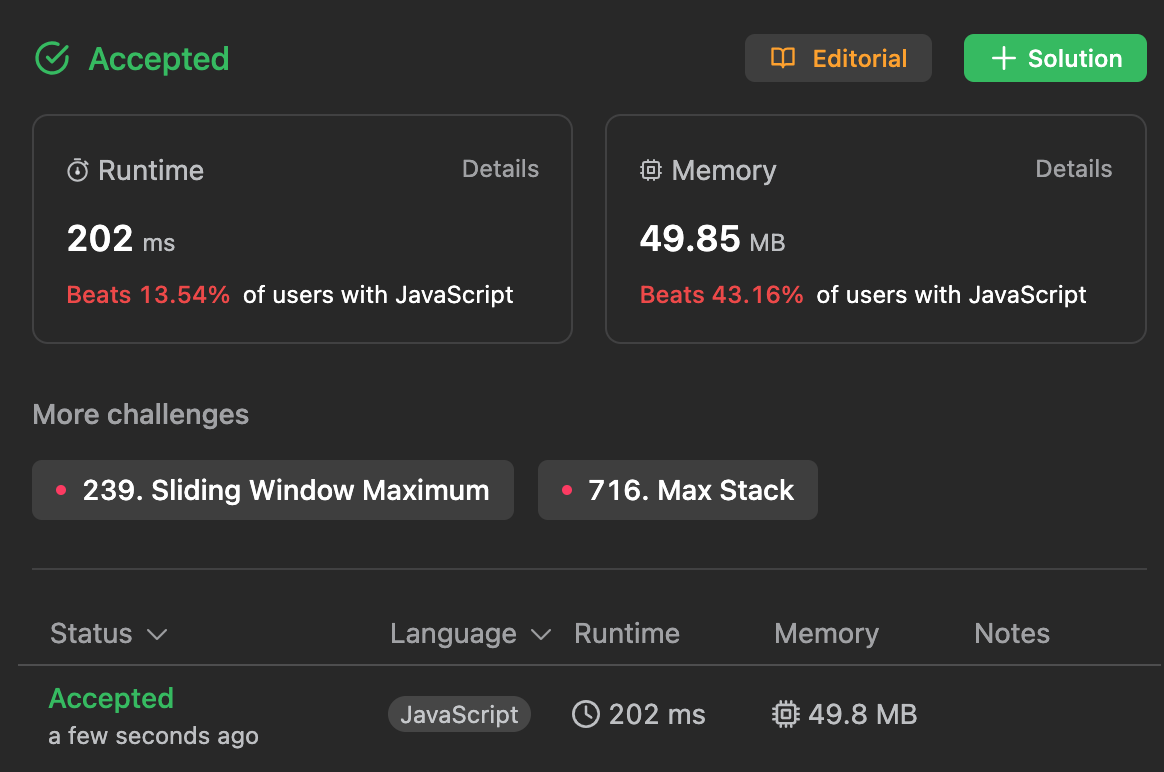 Accepted
Editorial
Solution
Runtime
Details
202 ms
Beats 13.54% of users with JavaScript
Memory
Details
49.85 MB
Beats 43.16% of users with JavaScript
More challenges
239. Sliding Window Maximum
716. Max Stack
Status Language Runtime Memory Notes
Accepted
a few seconds ago
JavaScript
202 ms
49.8 MB